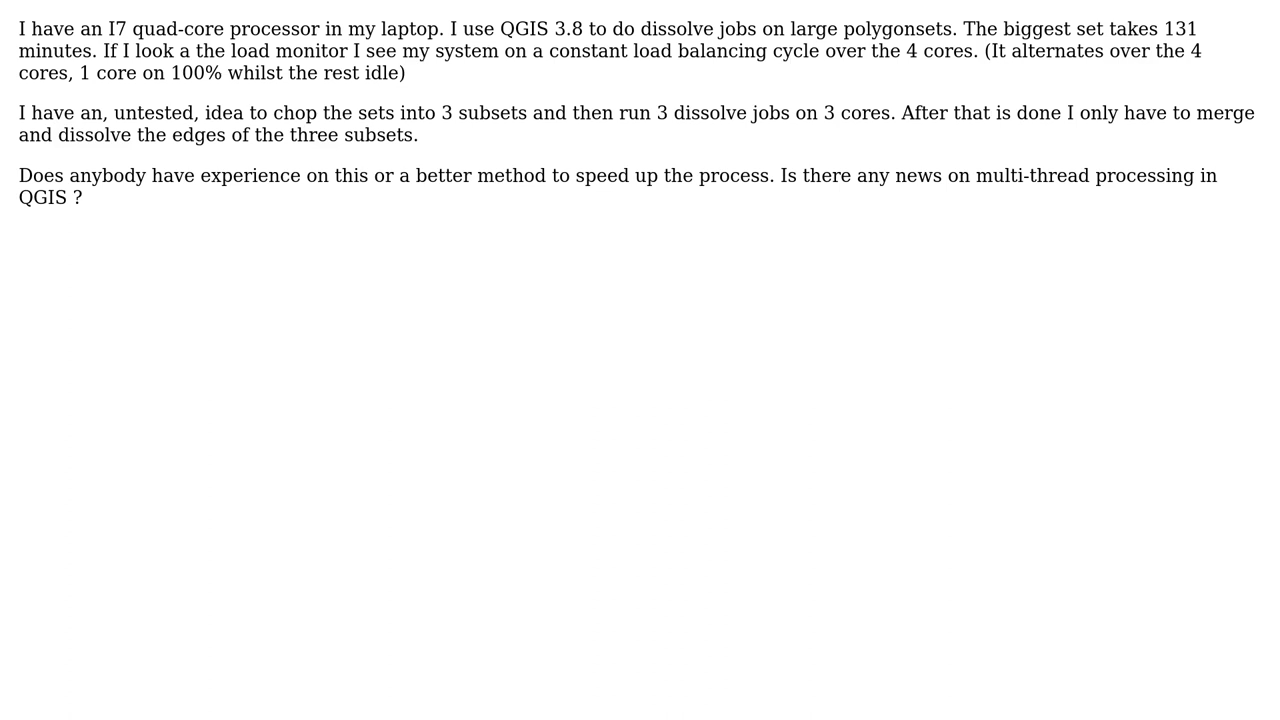 I have an I7 quad-core processor in my laptop. I use QGIS 3.8 to do dissolve jobs on large polygonsets. The biggest set takes 131
minutes. If I look a the load monitor I see my system on a constant load balancing cycle over the 4 cores. (It alternates over the 4
cores, 1 core on 100% whilst the rest idle)
I have an, untested, idea to chop the sets into 3 subsets and then run 3 dissolve jobs on 3 cores. After that is done I only have to merge
and dissolve the edges of the three subsets.
Does anybody have experience on this or a better method to speed up the process. Is there any news on multi-thread processing in
QGIS ?